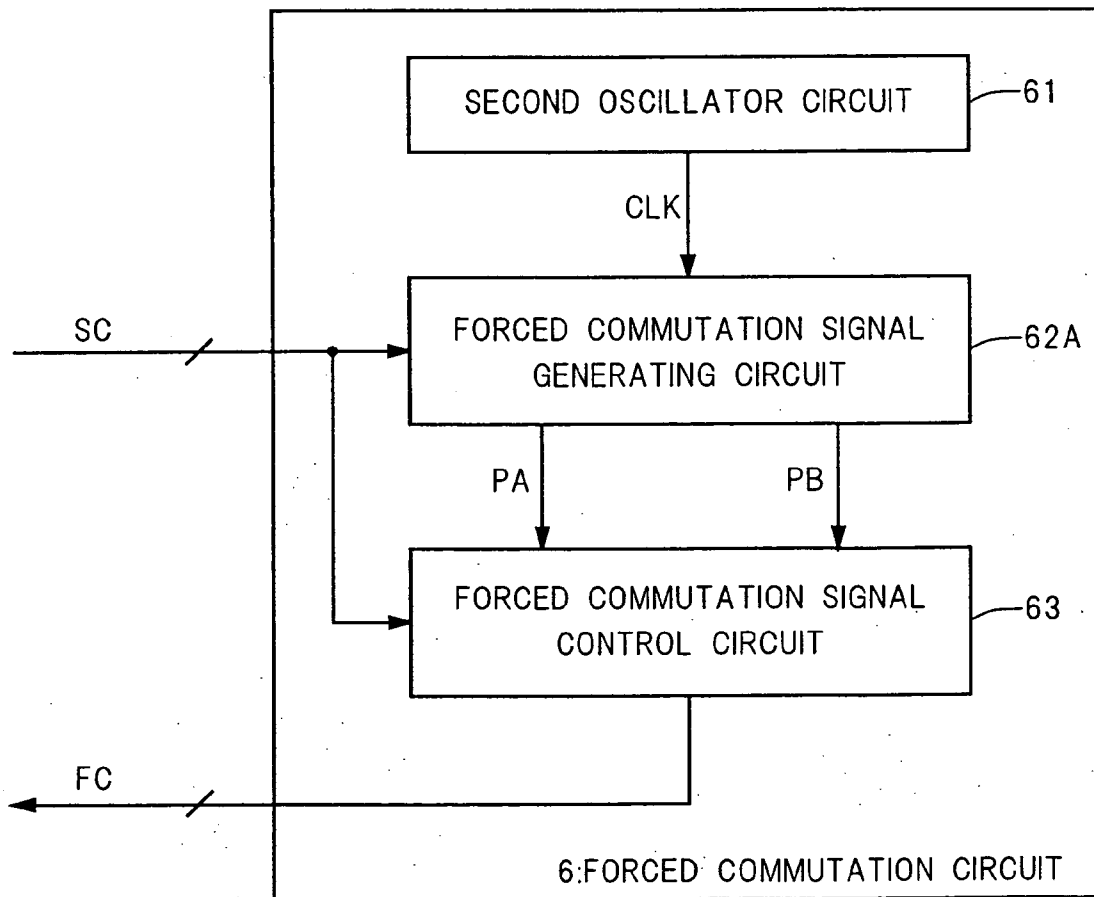 SECOND OSCILLATOR CIRCUIT
61
CLK
SC
FORCED COMMUTATION SIGNAL
GENERATING CIRCUIT
62A
PA
PB
FORCED COMMUTATION SIGNAL
CONTROL CIRCUIT
63
FC
6:FORCED COMMUTATION CIRCUIT